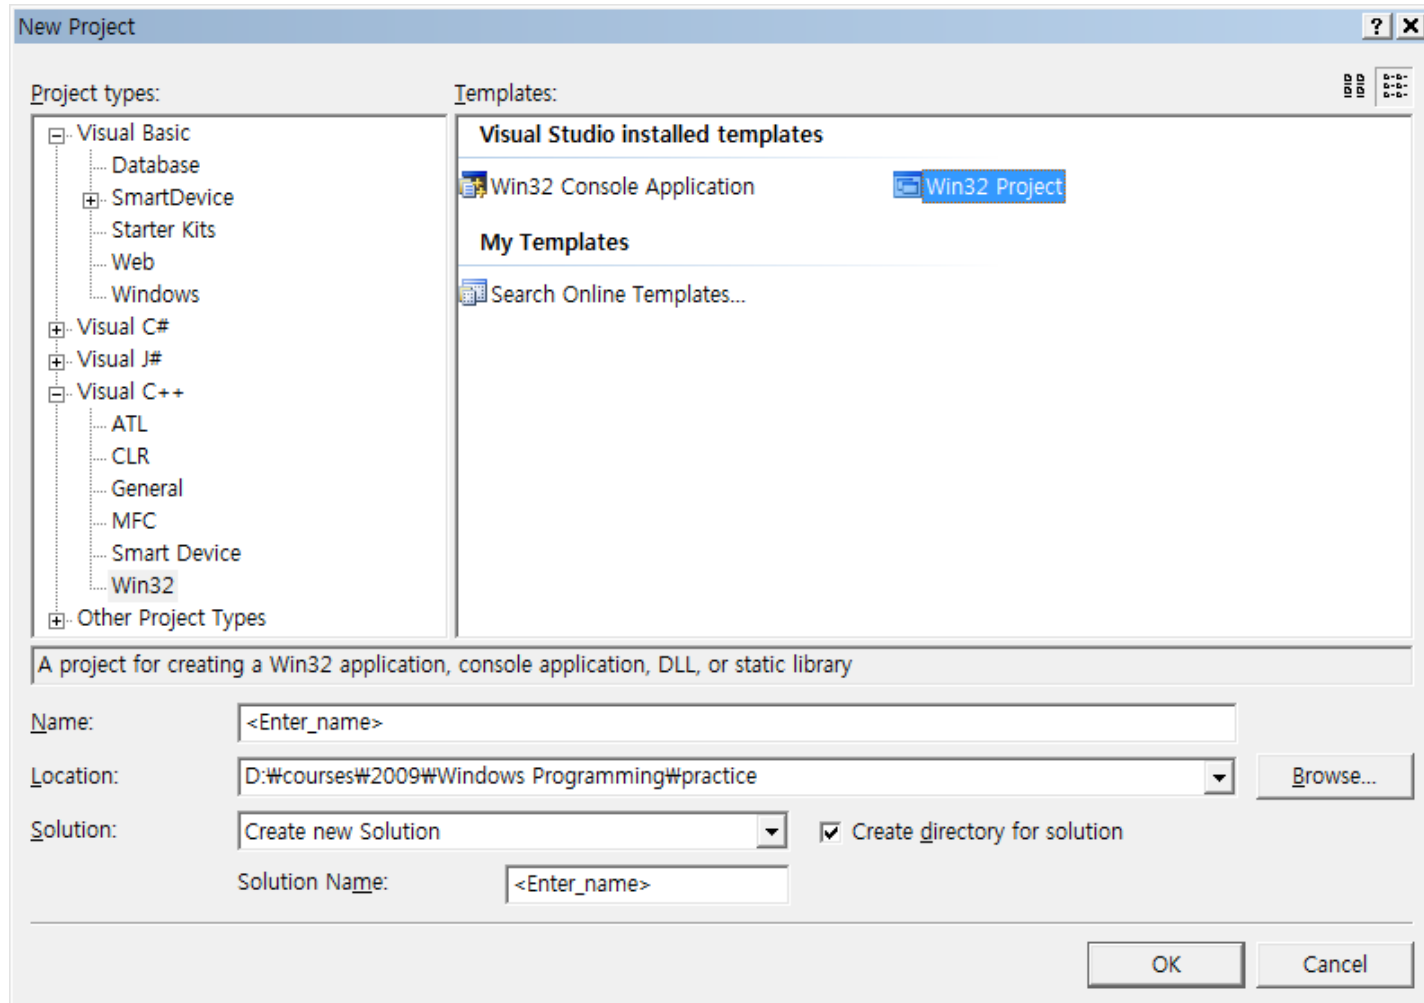 New Project
Project types:
Templates:
Visual Basic
Database
SmartDevice
Starter Kits
Web
Windows
Visual C#
Visual J#
Visual C++
ATL
CLR
General
MFC
Smart Device
Win32
Other Project Types
Visual Studio installed templates
Win32 Console Application
Win32 Project
My Templates
Search Online Templates...
A project for creating a Win32 application, console application, DLL, or static library
Name:
<Enter_name>
Location:
D:₩courses₩2009₩Windows Programming₩practice
Browse...
Solution:
Create new Solution
Create directory for solution
Solution Name:
<Enter_name>
OK
Cancel